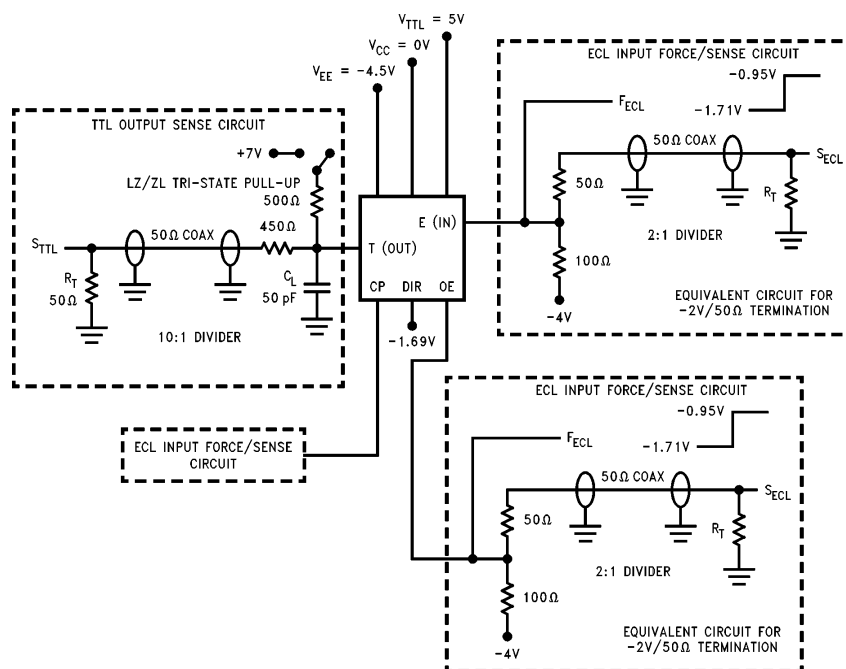 V_TTL = 5V
V_CC = 0V
V_EE = -4.5V
TTL OUTPUT SENSE CIRCUIT
+7V
LZ/ZL TRI-STATE PULL-UP
500Ω
450Ω
50Ω COAX
S_TTL
R_T
50Ω
C_L
50 pF
10:1 DIVIDER
E (IN)
T (OUT)
CP DIR OE
-1.69V
ECL INPUT FORCE/SENSE CIRCUIT
-0.95V
F_ECL
-1.71V
50Ω COAX
S_ECL
50Ω
R_T
2:1 DIVIDER
100Ω
-4V
EQUIVALENT CIRCUIT FOR
-2V/50Ω TERMINATION
ECL INPUT FORCE/SENSE
CIRCUIT
ECL INPUT FORCE/SENSE CIRCUIT
-0.95V
F_ECL
-1.71V
50Ω COAX
S_ECL
50Ω
R_T
2:1 DIVIDER
100Ω
-4V
EQUIVALENT CIRCUIT FOR
-2V/50Ω TERMINATION